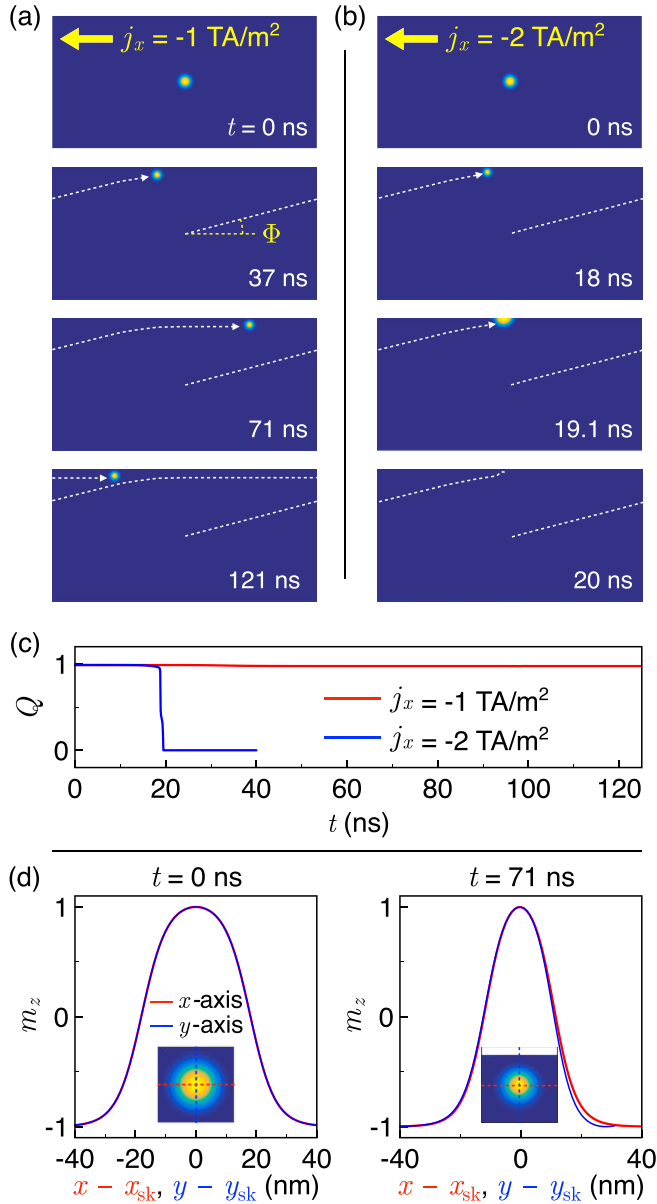 (a)
j_x = -1 TA/m²
t = 0 ns
Φ
37 ns
71 ns
121 ns
(b)
j_x = -2 TA/m²
0 ns
18 ns
19.1 ns
20 ns
(c)
Q
1
0
j_x = -1 TA/m²
j_x = -2 TA/m²
0 20 40 60 80 100 120
t (ns)
(d)
t = 0 ns
m_z
1
0
-1
x-axis
y-axis
-40 -20 0 20 40
x − x_sk, y − y_sk (nm)
t = 71 ns
m_z
1
0
-1
-40 -20 0 20 40
x − x_sk, y − y_sk (nm)